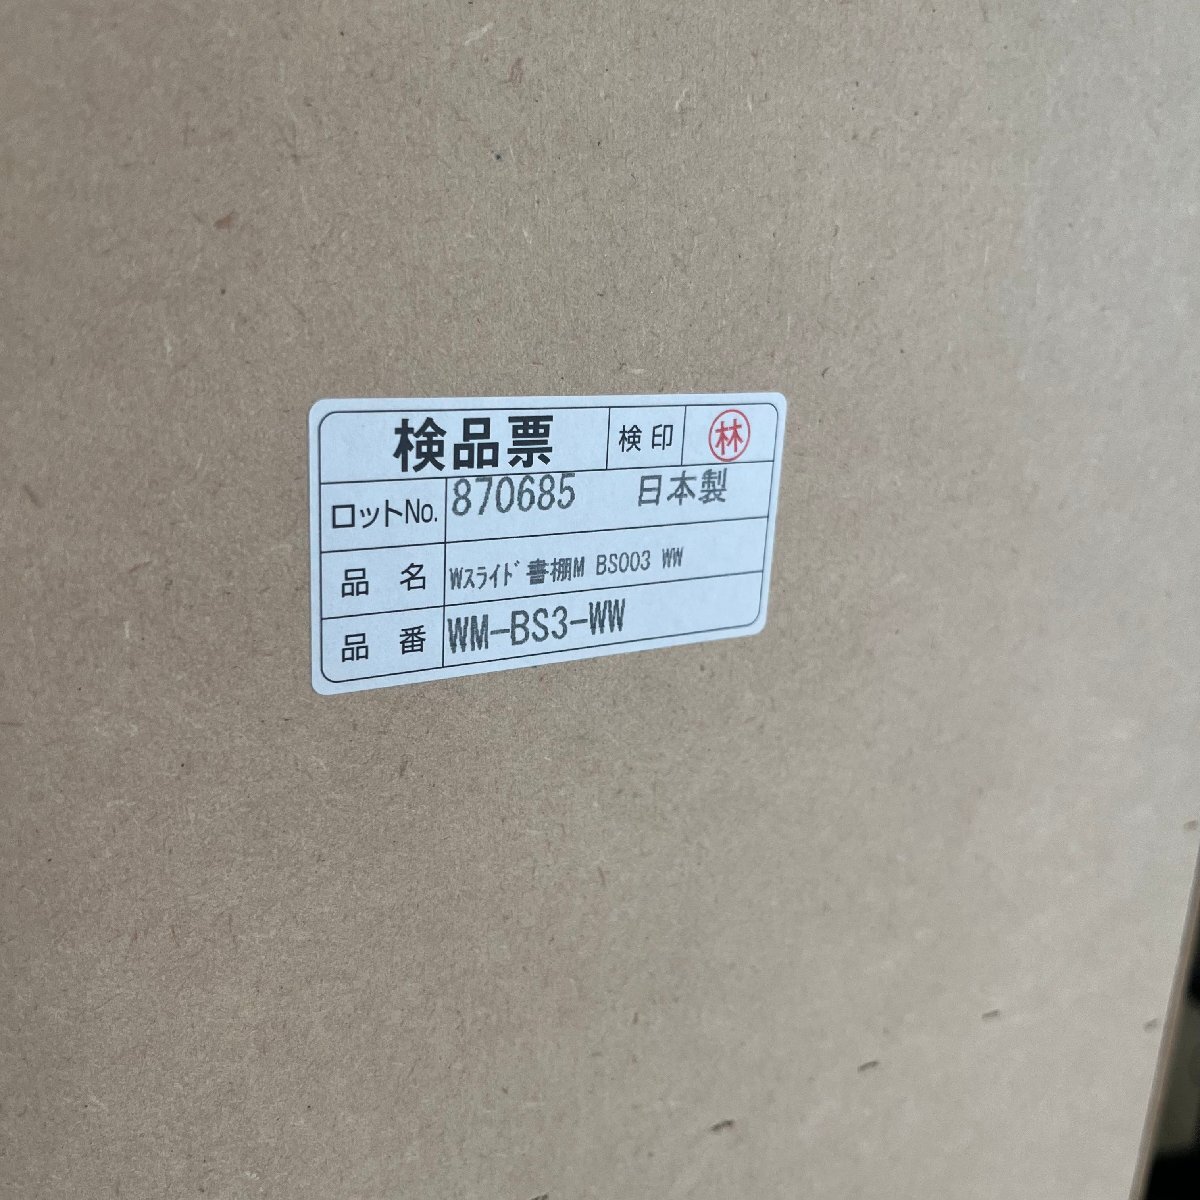 検品票 検印 林
ロットNo. 870685 日本製
品名 Wスライド書棚M BS003 WW
品番 WM-BS3-WW